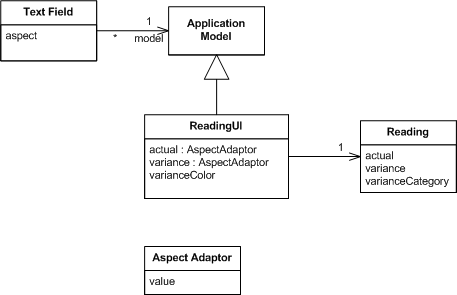 Text Field
aspect
1
*
model
Application
Model
ReadingUI
actual : AspectAdaptor
variance : AspectAdaptor
varianceColor
1
Reading
actual
variance
varianceCategory
Aspect Adaptor
value